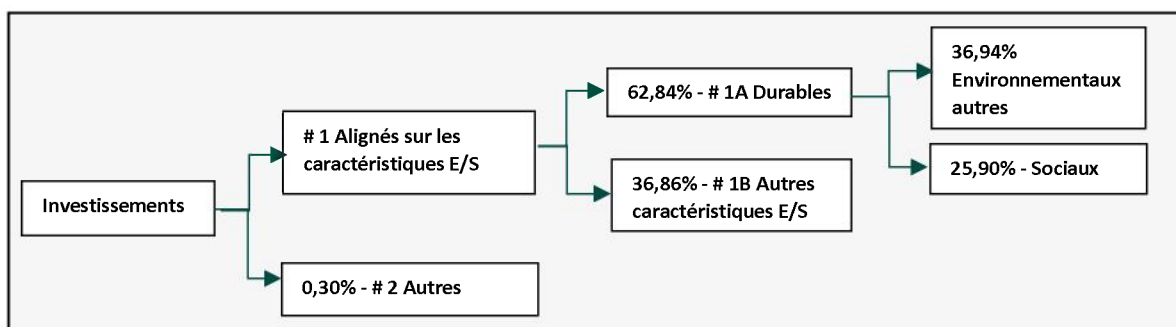 Investissements
# 1 Alignés sur les
caractéristiques E/S
0,30% - # 2 Autres
62,84% - # 1A Durables
36,86% - # 1B Autres
caractéristiques E/S
36,94%
Environnementaux
autres
25,90% - Sociaux